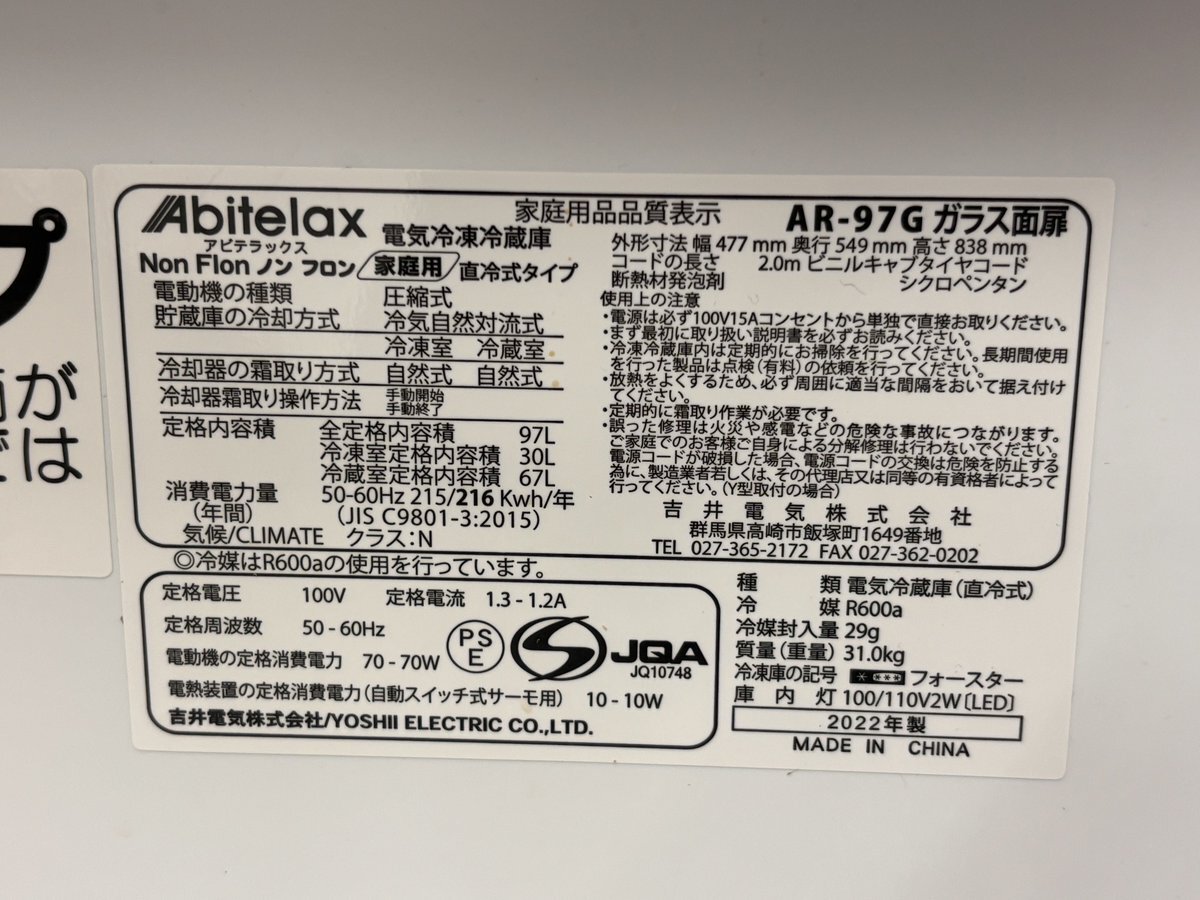 プ
が
では
Abitelax
アビテラックス
電気冷凍冷蔵庫
Non Flon ノン フロン 家庭用 直冷式タイプ
電動機の種類 圧縮式
貯蔵庫の冷却方式 冷気自然対流式
冷凍室 冷蔵室
冷却器の霜取り方式 自然式 自然式
冷却器霜取り操作方法 手動開始
手動終了
定格内容積 全定格内容積 97L
冷凍室定格内容積 30L
冷蔵室定格内容積 67L
消費電力量 50-60Hz 215/216 Kwh/年
(年間) (JIS C9801-3:2015)
気候/CLIMATE クラス:N
家庭用品品質表示 AR-97G ガラス面扉
外形寸法 幅 477 mm 奥行 549 mm 高さ 838 mm
コードの長さ 2.0m ビニルキャブタイヤコード
断熱材発泡剤 シクロペンタン
使用上の注意
・電源は必ず100V15Aコンセントから単独で直接お取りください。
・まず最初に取り扱い説明書を必ずお読みください。
・冷凍冷蔵庫内は定期的にお掃除を行ってください。長期間使用
を行った製品は点検(有料)の依頼を行ってください。
・放熱をよくするため、必ず周囲に適当な間隔をおいて据え付け
てください。
・定期的に霜取り作業が必要です。
・誤った修理は火災や感電などの危険な事故につながります。
ご家庭でのお客様ご自身による分解修理は行わないでください。
電源コードが破損した場合、電源コードの交換は危険を防止する
為に、製造業者若しくは、その代理店又は同等の有資格者によって
行ってください。(Y型取付の場合)
吉井電気株式会社
群馬県高崎市飯塚町1649番地
TEL 027-365-2172 FAX 027-362-0202
◎冷媒はR600aの使用を行っています。
定格電圧 100V 定格電流 1.3 - 1.2A
定格周波数 50 - 60Hz
電動機の定格消費電力 70 - 70W
PS
E
JQA
JQ10748
電熱装置の定格消費電力(自動スイッチ式サーモ用) 10 - 10W
吉井電気株式会社/YOSHII ELECTRIC CO.,LTD.
種類 電気冷蔵庫(直冷式)
冷媒 R600a
冷媒封入量 29g
質量(重量) 31.0kg
冷凍庫の記号 * *** フォースター
庫内灯 100/110V2W〔LED〕
2022年製
MADE IN CHINA